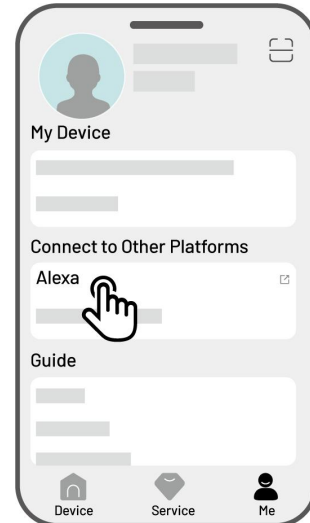 My Device
Connect to Other Platforms
Alexa
Guide
Device Service Me